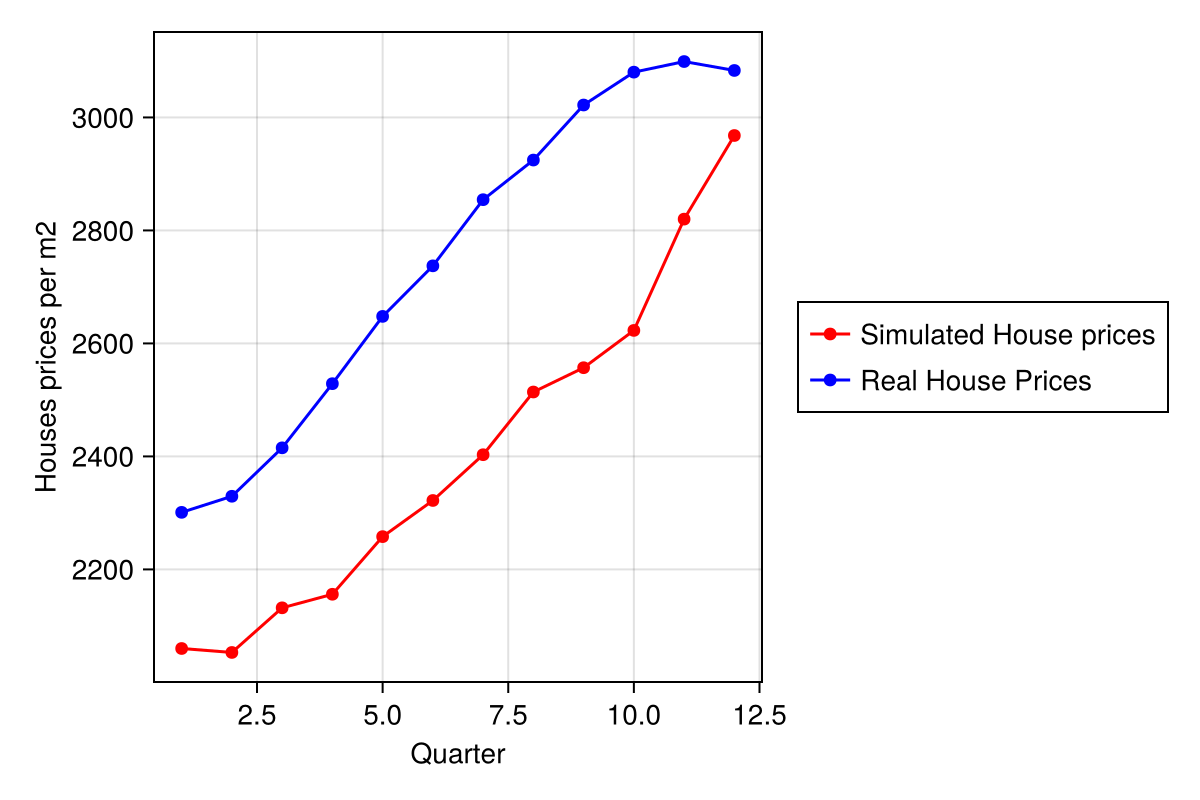 3000
2800
2600
2400
2200
Houses prices per m2
2.5 5.0 7.5 10.0 12.5
Quarter
Simulated House prices
Real House Prices